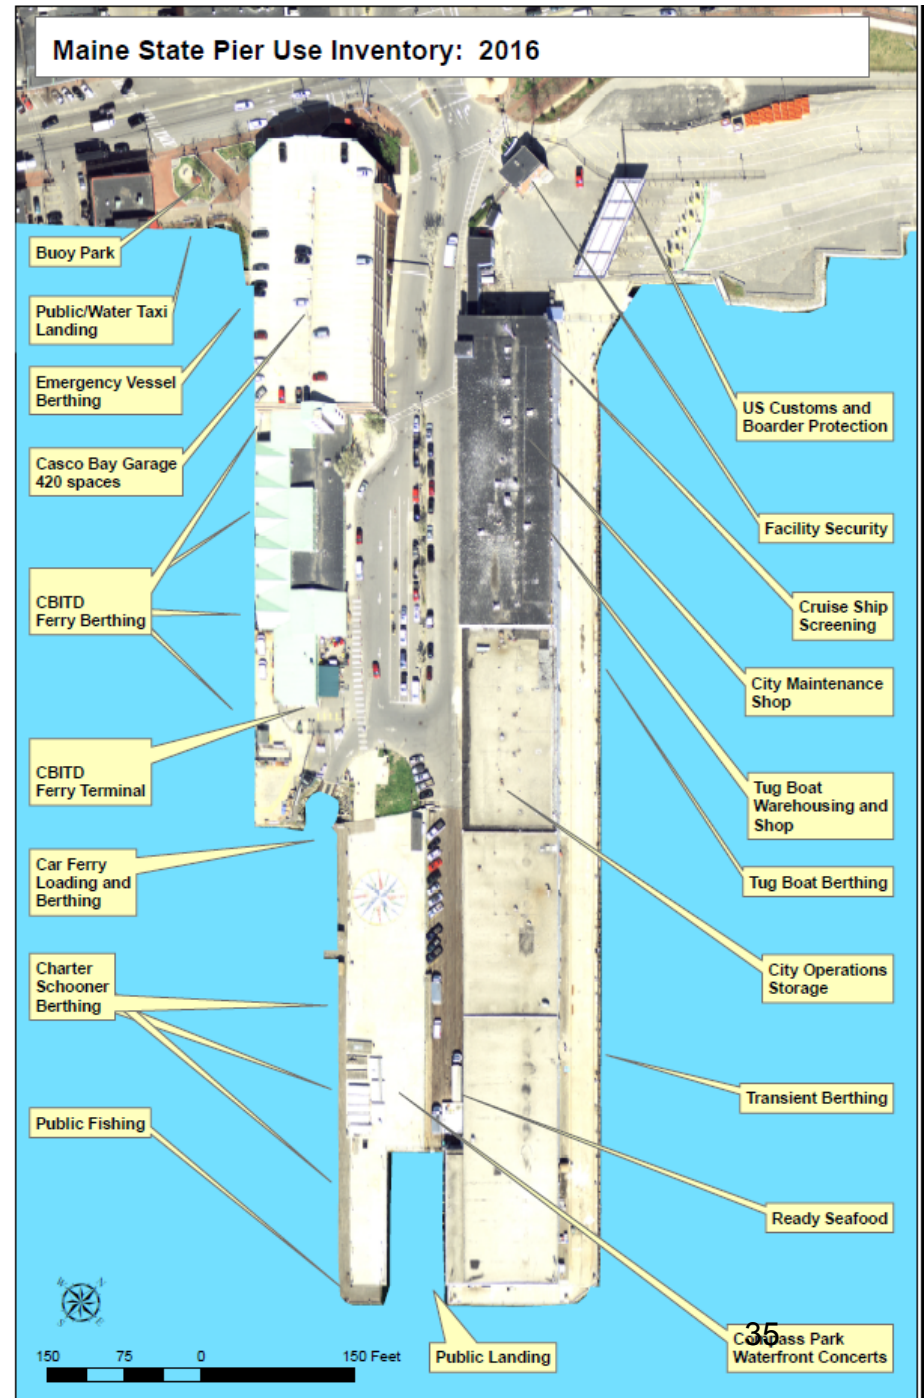 Maine State Pier Use Inventory: 2016
Buoy Park
Public/Water Taxi
Landing
Emergency Vessel
Berthing
Casco Bay Garage
420 spaces
CBITD
Ferry Berthing
CBITD
Ferry Terminal
Car Ferry
Loading and
Berthing
Charter
Schooner
Berthing
Public Fishing
US Customs and
Boarder Protection
Facility Security
Cruise Ship
Screening
City Maintenance
Shop
Tug Boat
Warehousing and
Shop
Tug Boat Berthing
City Operations
Storage
Transient Berthing
Ready Seafood
Compass Park
Waterfront Concerts
35
Public Landing
W N
S E
150 75 0 150 Feet